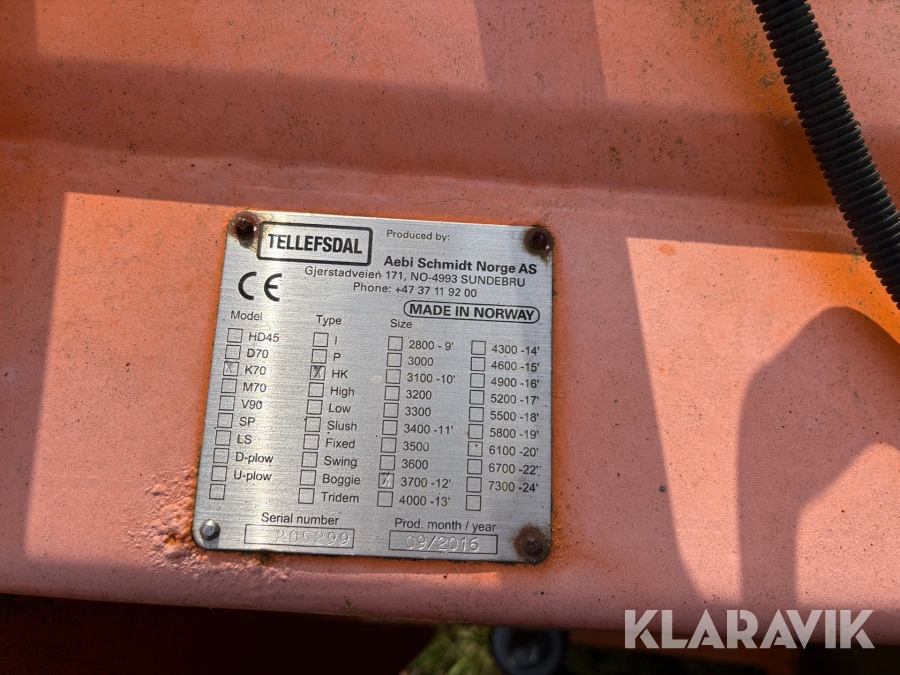 TELLEFSDAL
Produced by:
Aebi Schmidt Norge AS
Gjerstadveien 171, NO-4993 SUNDEBRU
Phone: +47 37 11 92 00
CE
MADE IN NORWAY
Model
HD45
D70
X K70
M70
V90
SP
LS
D-plow
U-plow
Type
I
P
X HK
High
Low
Slush
Fixed
Swing
Boggie
Tridem
Size
2800 - 9'
3000
3100 -10'
3200
3300
3400 -11'
3500
3600
X 3700 -12'
4000 -13'
4300 -14'
4600 -15'
4900 -16'
5200 -17'
5500 -18'
5800 -19'
6100 -20'
6700 -22'
7300 -24'
Serial number
205299
Prod. month / year
09/2016
KLARAVIK